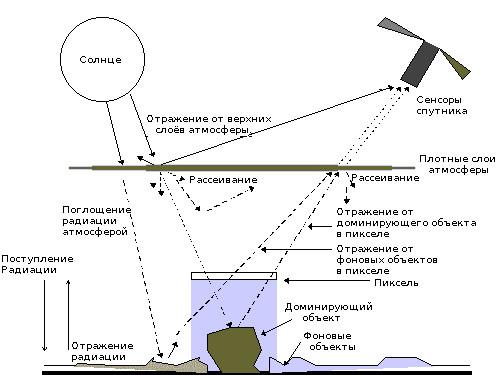 Солнце
Сенсоры
спутника
Отражение от верхних
слоёв атмосферы
Плотные слои
атмосферы
Рассеивание
Рассеивание
Поглощение
радиации
атмосферой
Отражение от
доминирующего объекта
в пикселе
Отражение от
фоновых объектов
в пикселе
Поступление
Радиации
Пиксель
Доминирующий
объект
Фоновые
объекты
Отражение
радиации